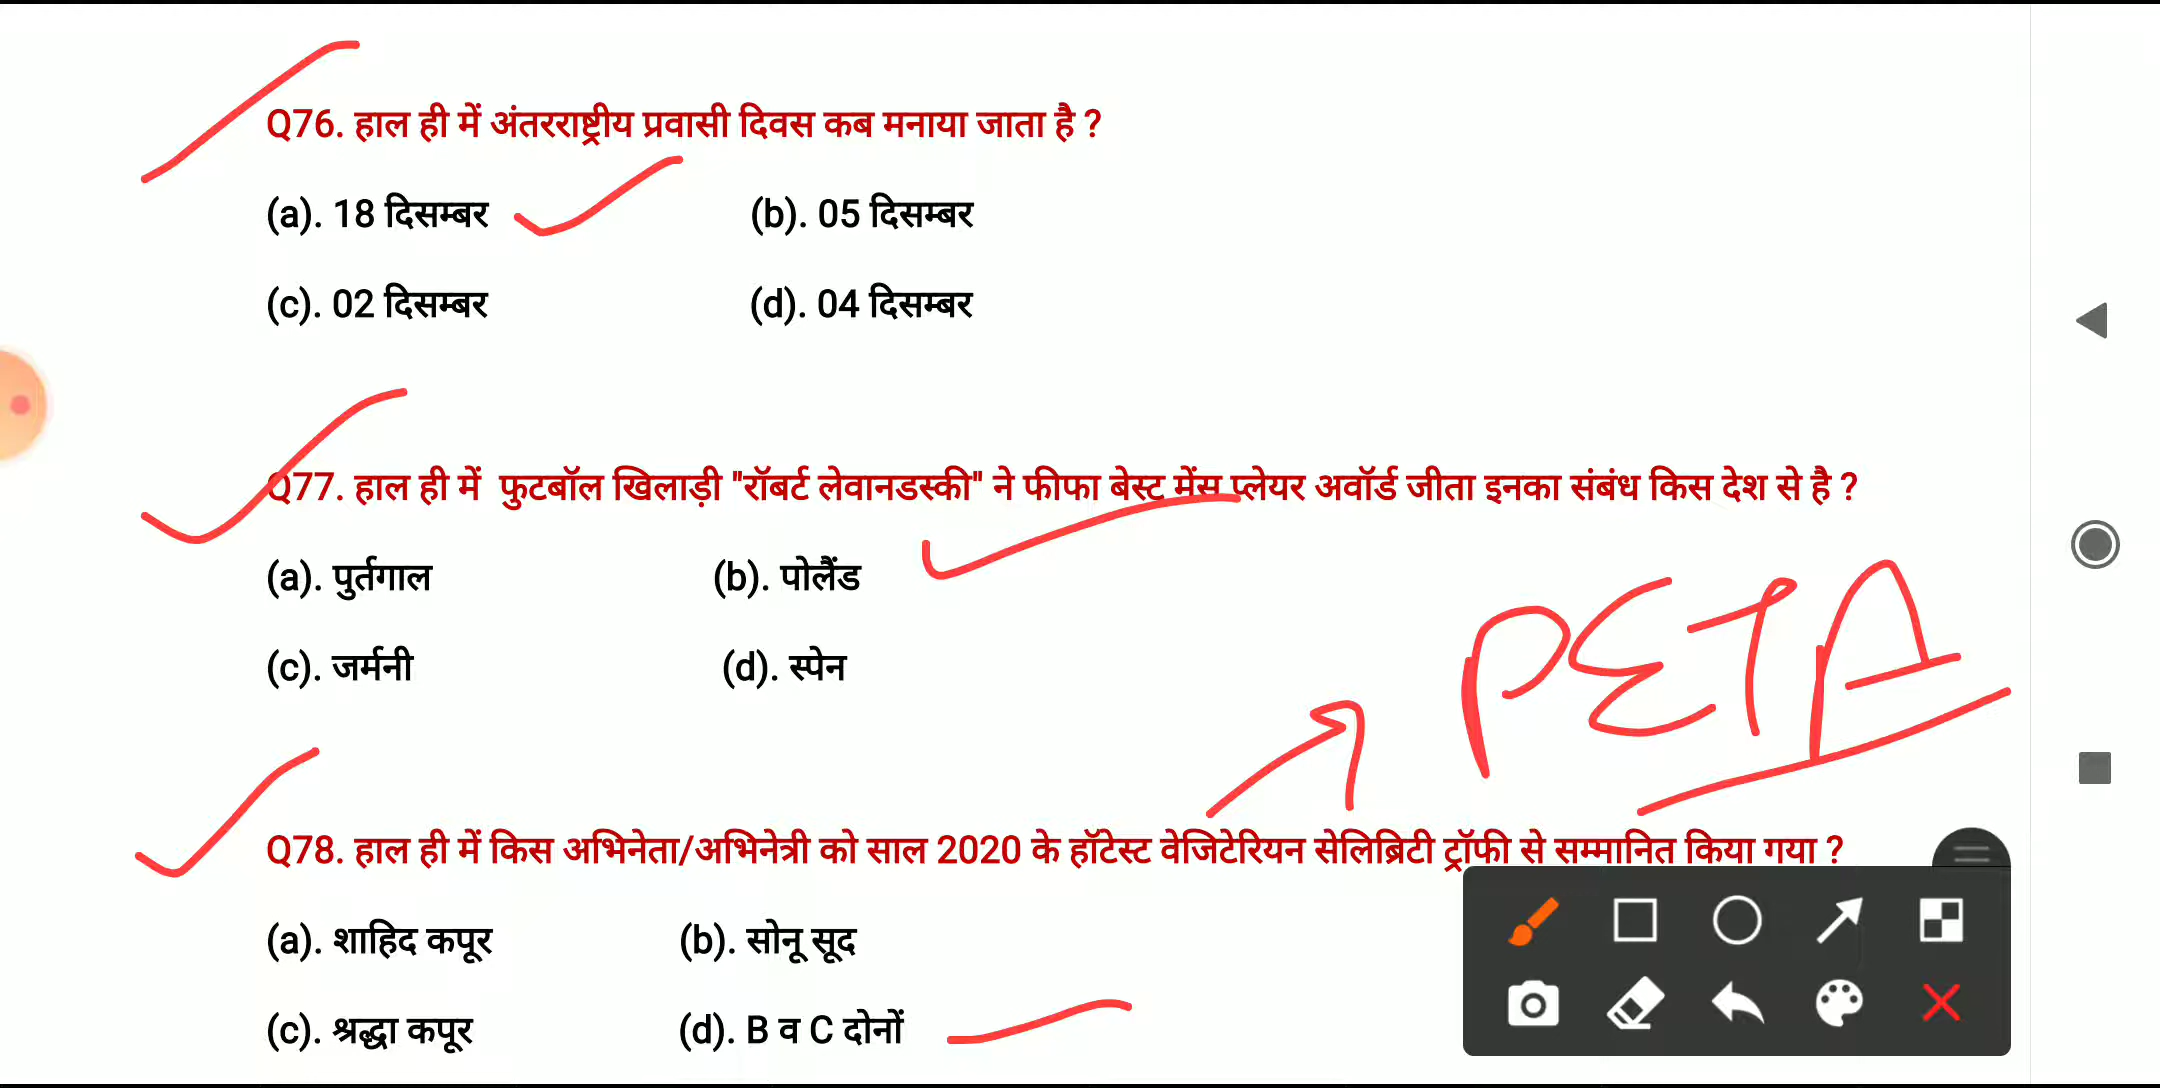 Q76. हाल ही में अंतरराष्ट्रीय प्रवासी दिवस कब मनाया जाता है ?
(a). 18 दिसम्बर (b). 05 दिसम्बर
(c). 02 दिसम्बर (d). 04 दिसम्बर
Q77. हाल ही में फुटबॉल खिलाड़ी "रॉबर्ट लेवानडस्की" ने फीफा बेस्ट मेंस प्लेयर अवॉर्ड जीता इनका संबंध किस देश से है ?
(a). पुर्तगाल (b). पोलैंड
(c). जर्मनी (d). स्पेन
PETA
Q78. हाल ही में किस अभिनेता/अभिनेत्री को साल 2020 के हॉटेस्ट वेजिटेरियन सेलिब्रिटी ट्रॉफी से सम्मानित किया गया ?
(a). शाहिद कपूर (b). सोनू सूद
(c). श्रद्धा कपूर (d). B व C दोनों